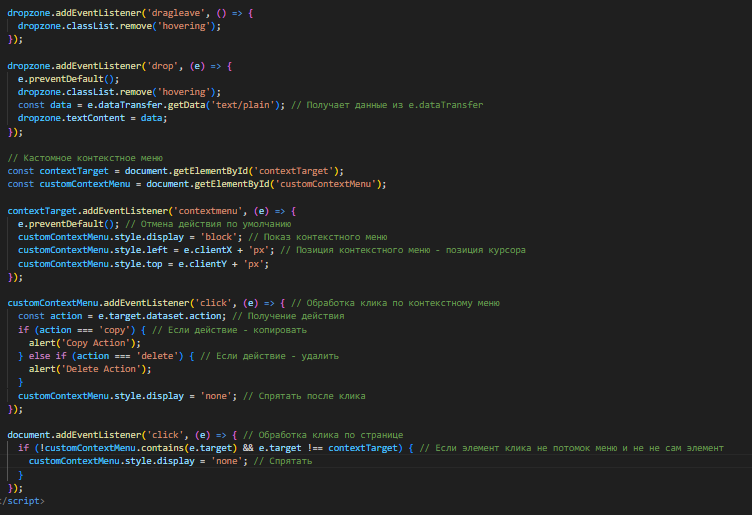 dropzone.addEventListener('dragleave', () => {
  dropzone.classList.remove('hovering');
});

dropzone.addEventListener('drop', (e) => {
  e.preventDefault();
  dropzone.classList.remove('hovering');
  const data = e.dataTransfer.getData('text/plain'); // Получает данные из e.dataTransfer
  dropzone.textContent = data;
});

// Кастомное контекстное меню
const contextTarget = document.getElementById('contextTarget');
const customContextMenu = document.getElementById('customContextMenu');

contextTarget.addEventListener('contextmenu', (e) => {
  e.preventDefault(); // Отмена действия по умолчанию
  customContextMenu.style.display = 'block'; // Показ контекстного меню
  customContextMenu.style.left = e.clientX + 'px'; // Позиция контекстного меню - позиция курсора
  customContextMenu.style.top = e.clientY + 'px';
});

customContextMenu.addEventListener('click', (e) => { // Обработка клика по контекстному меню
  const action = e.target.dataset.action; // Получение действия
  if (action === 'copy') { // Если действие - копировать
    alert('Copy Action');
  } else if (action === 'delete') { // Если действие - удалить
    alert('Delete Action');
  }
  customContextMenu.style.display = 'none'; // Спрятать после клика
});

document.addEventListener('click', (e) => { // Обработка клика по странице
  if (!customContextMenu.contains(e.target) && e.target !== contextTarget) { // Если элемент клика не потомок меню и не не сам элемент
    customContextMenu.style.display = 'none'; // Спрятать
  }
});
</script>